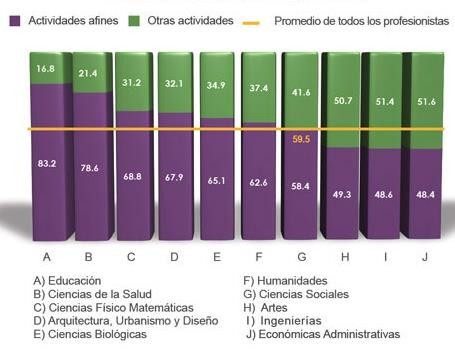 Actividades afines Otras actividades Promedio de todos los profesionistas
16.8 21.4 31.2 32.1 34.9 37.4 41.6 50.7 51.4 51.6
59.5
83.2 78.6 68.8 67.9 65.1 62.6 58.4 49.3 48.6 48.4
A B C D E F G H I J
A) Educación
B) Ciencias de la Salud
C) Ciencias Físico Matemáticas
D) Arquitectura, Urbanismo y Diseño
E) Ciencias Biológicas
F) Humanidades
G) Ciencias Sociales
H) Artes
I) Ingenierías
J) Económicas Administrativas